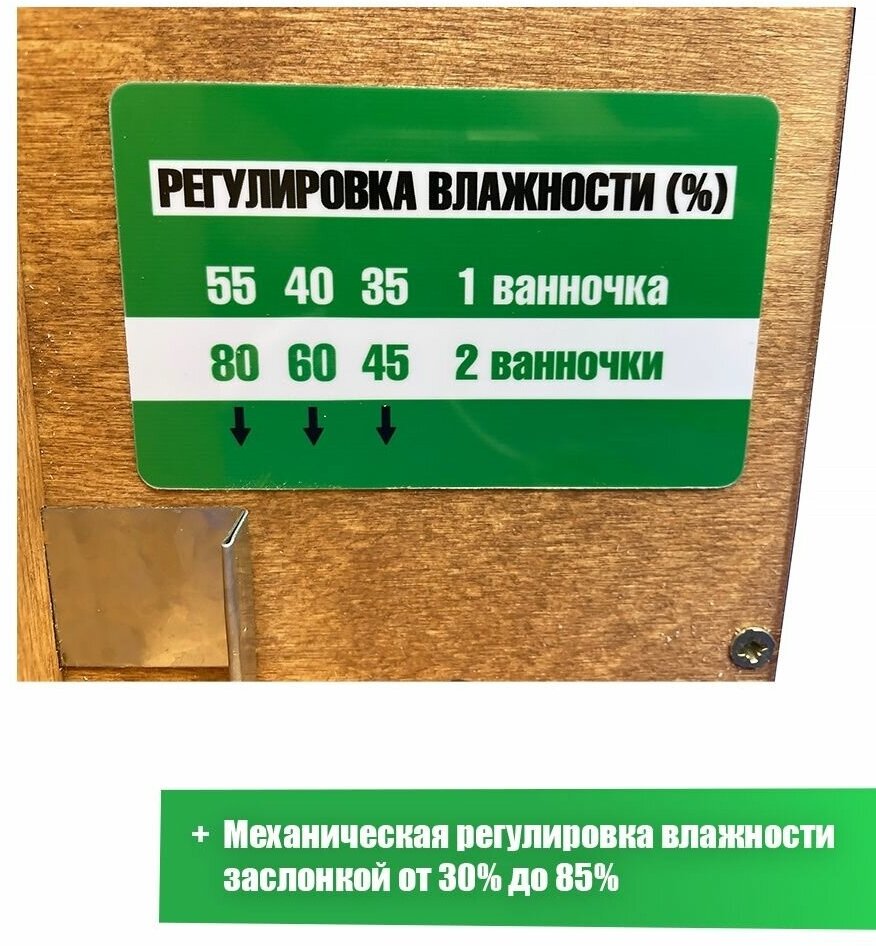 РЕГУЛИРОВКА ВЛАЖНОСТИ (%)
55 40 35 1 ванночка
80 60 45 2 ванночки
+ Механическая регулировка влажности
заслонкой от 30% до 85%